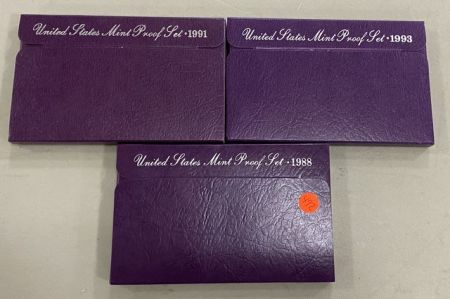 United States Mint Proof Set · 1991
United States Mint Proof Set · 1993
United States Mint Proof Set · 1988